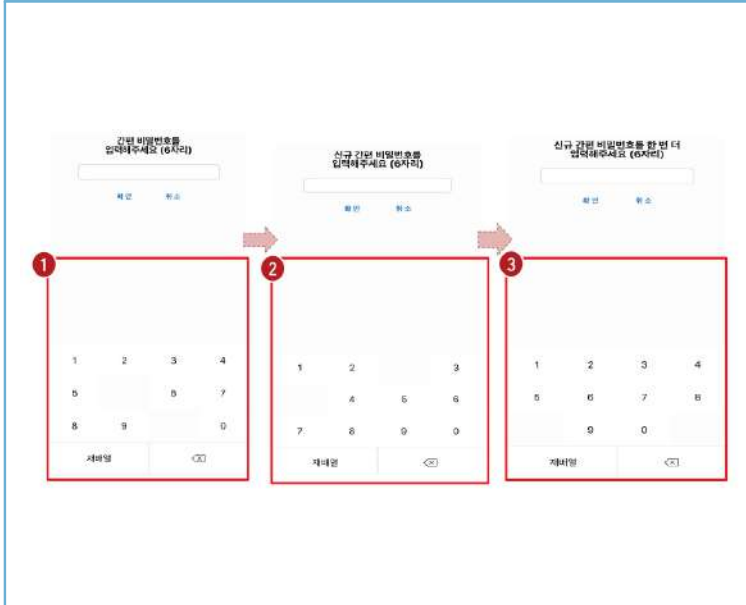 간편 비밀번호를
입력해주세요 (6자리)
확인 취소
신규 간편 비밀번호를
입력해주세요 (6자리)
확인 취소
신규 간편 비밀번호를 한 번 더
입력해주세요 (6자리)
확인 취소
1
1 2 3 4
5 6 7
8 9 0
재배열
2
1 2 3
4 5 6
7 8 9 0
재배열
3
1 2 3 4
5 6 7 8
9 0
재배열